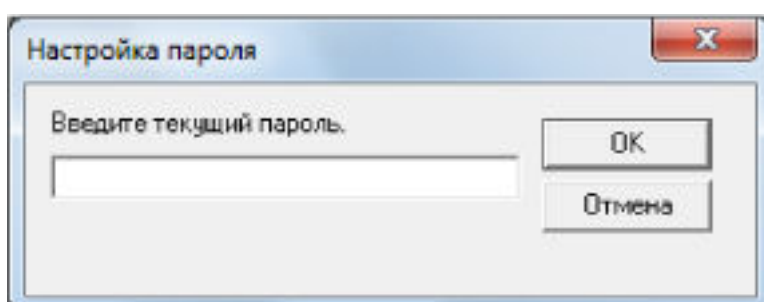 Настройка пароля
Введите текущий пароль.
OK
Отмена